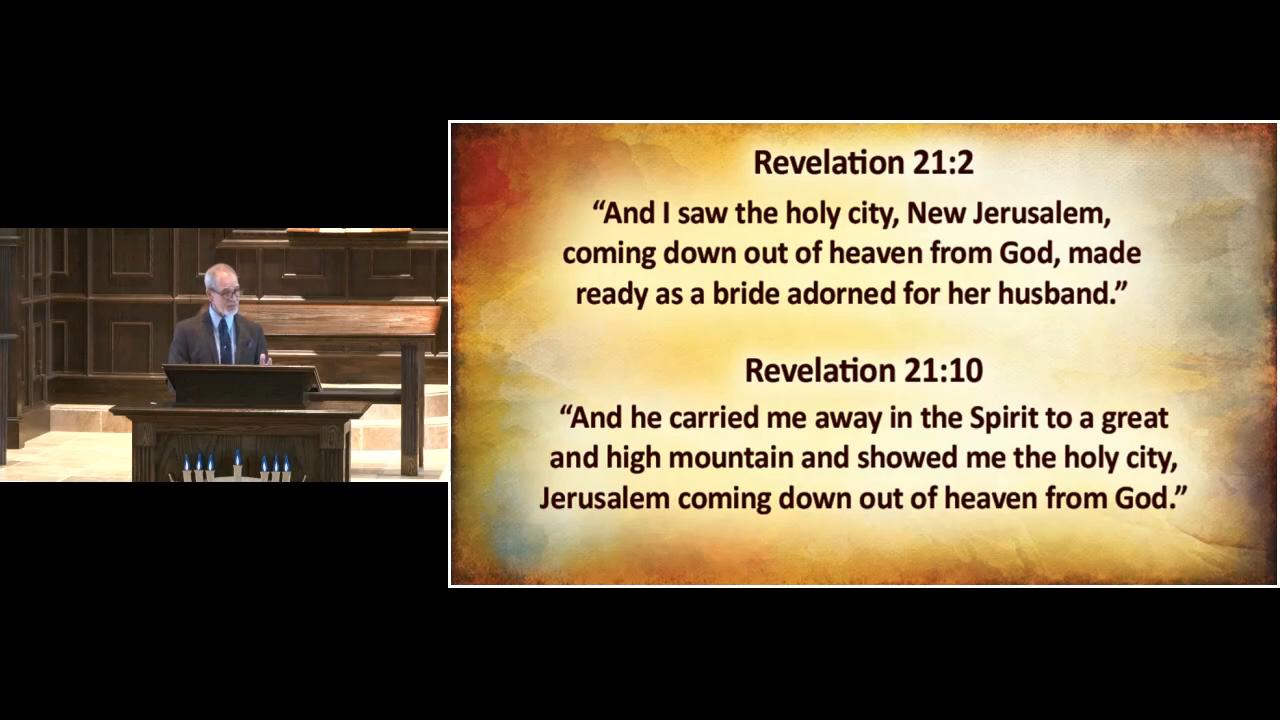 Revelation 21:2
“And I saw the holy city, New Jerusalem,
coming down out of heaven from God, made
ready as a bride adorned for her husband.”
Revelation 21:10
“And he carried me away in the Spirit to a great
and high mountain and showed me the holy city,
Jerusalem coming down out of heaven from God.”